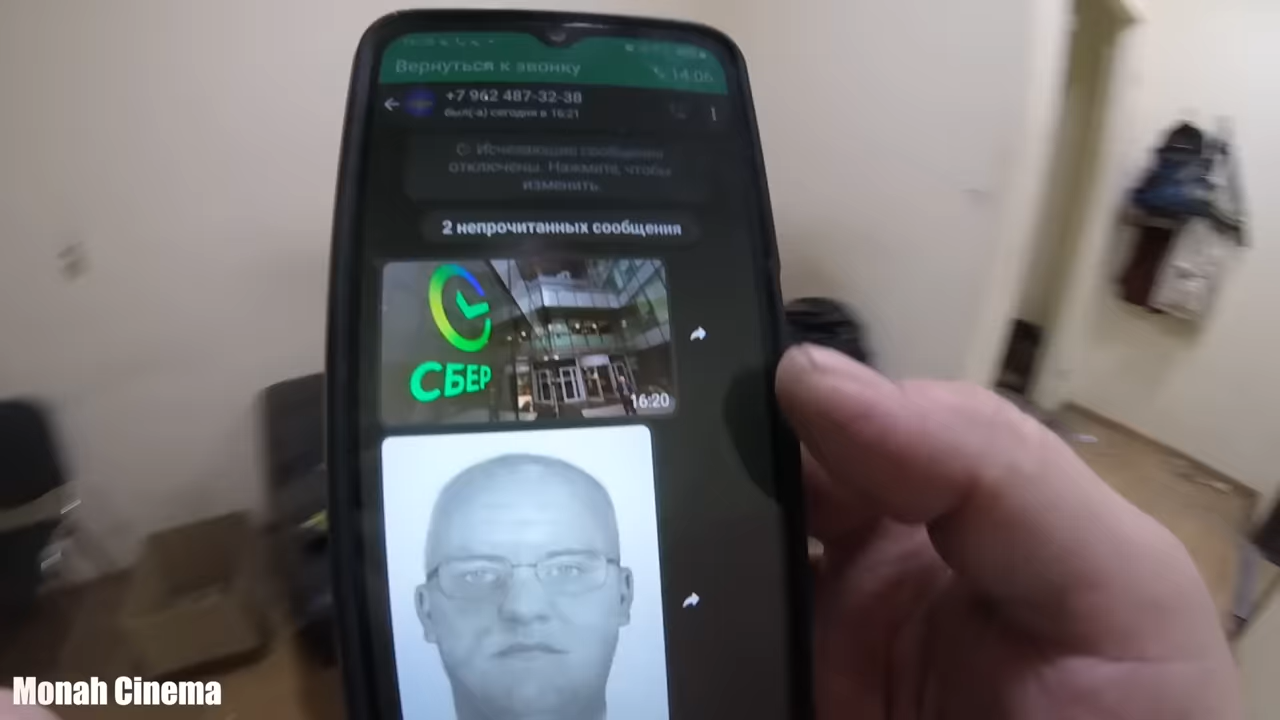 Вернуться к звонку
14:06
+7 962 487-32-38
был(-а) сегодня в 16:21
Исчезающие сообщения
отключены. Нажмите, чтобы
изменить.
2 непрочитанных сообщения
СБЕР
16:20
Monah Cinema